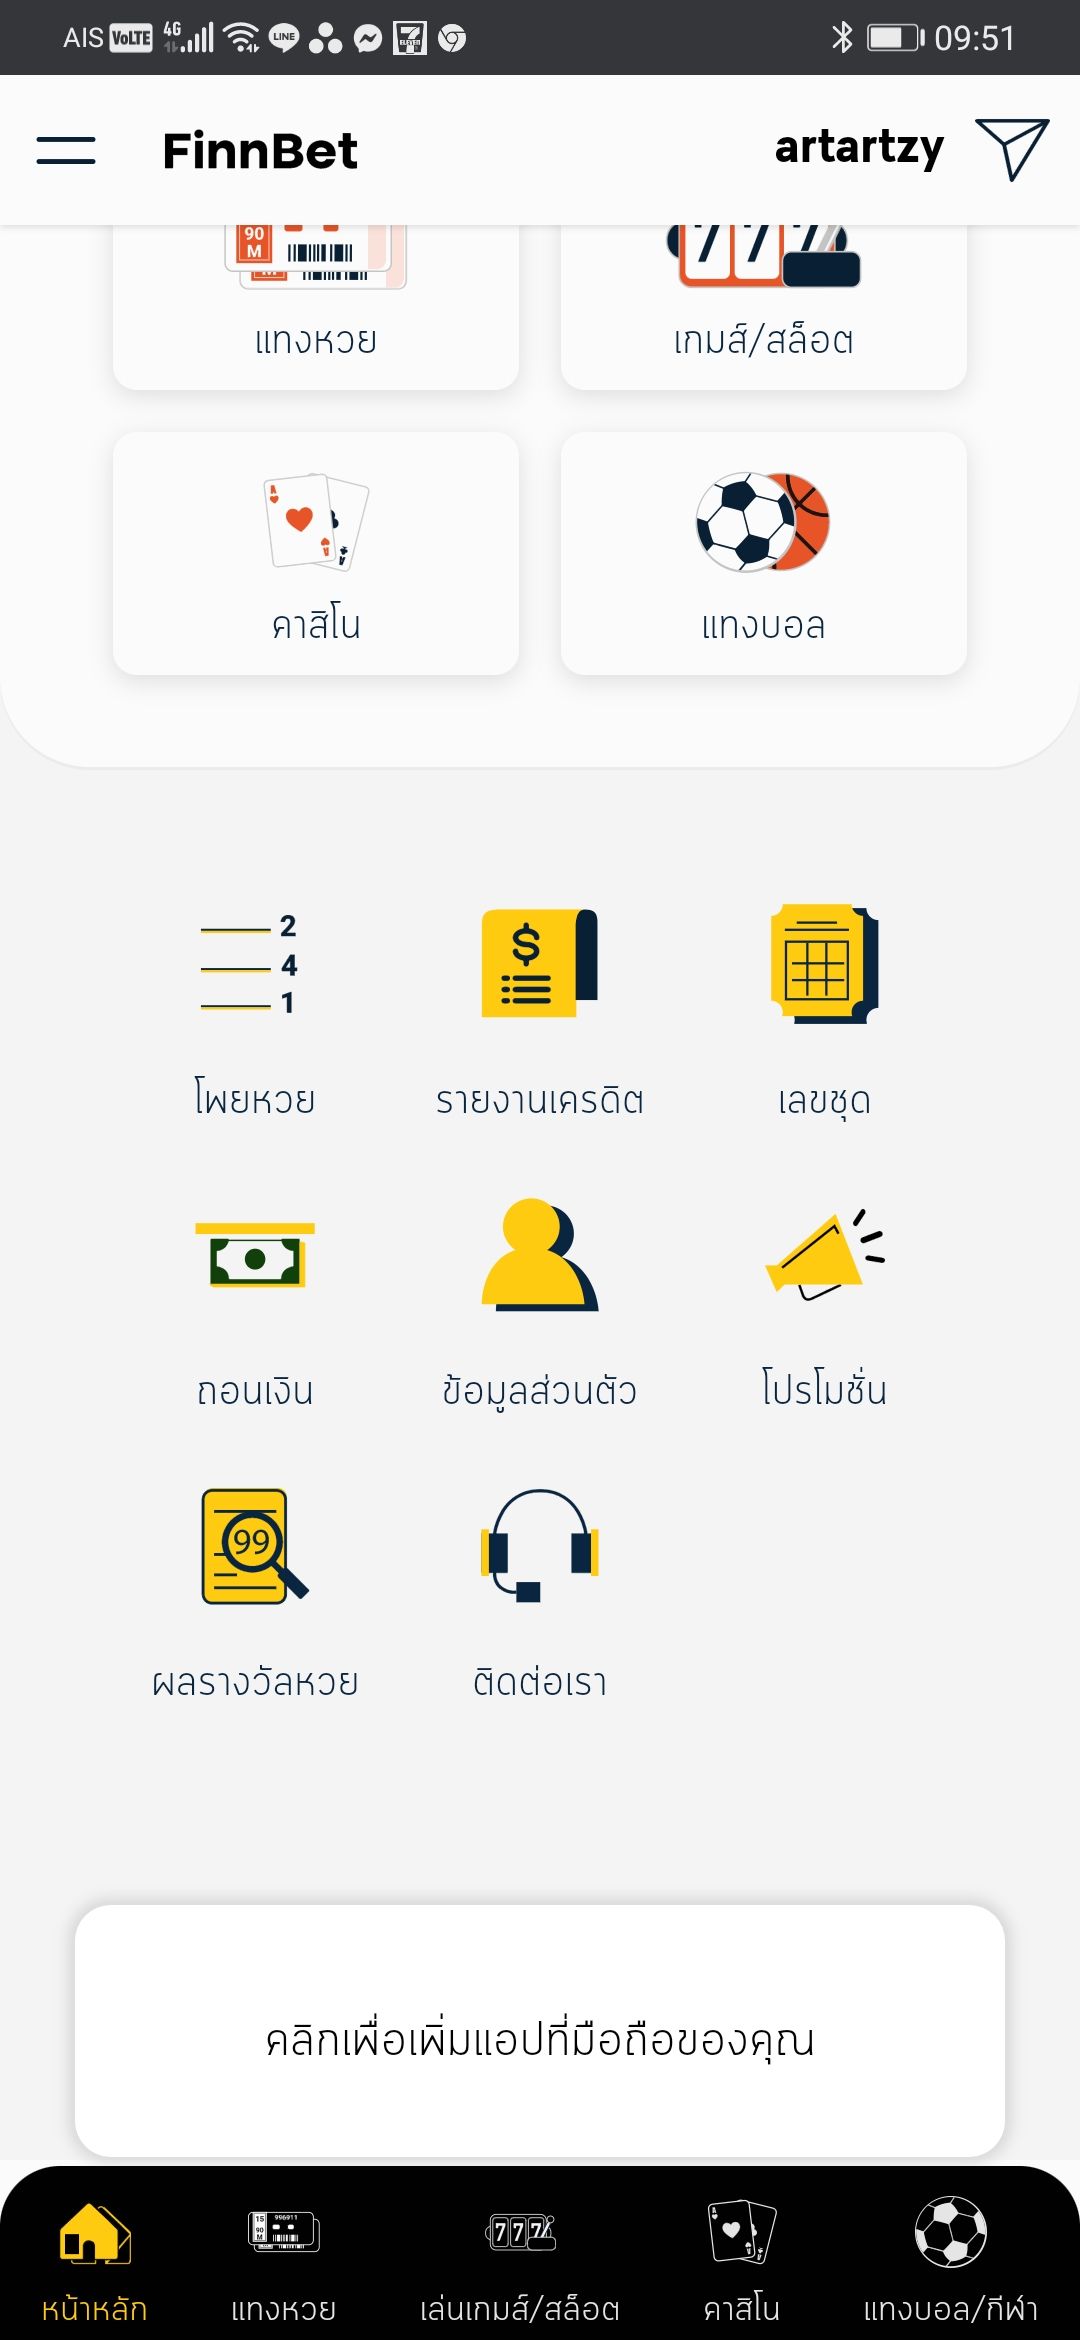 AIS VoLTE 4G LINE 7 ELEVEN 09:51
FinnBet artartzy
90
M
777
แทงหวย เกมส์/สล็อต
A A A
คาสิโน แทงบอล
2
4
1
$
โพยหวย รายงานเครดิต เลขชุด
ถอนเงิน ข้อมูลส่วนตัว โปรโมชั่น
99
ผลรางวัลหวย ติดต่อเรา
คลิกเพื่อเพิ่มแอปที่มือถือของคุณ
15 996911
90
M
777
A A
หน้าหลัก แทงหวย เล่นเกมส์/สล็อต คาสิโน แทงบอล/กีฬา